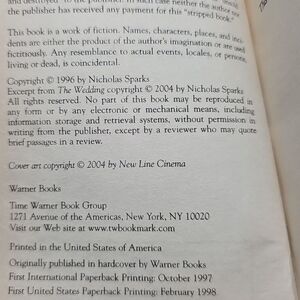 destroyed" to the publisher. In such case neither the author nor
the publisher has received any payment for this "stripped book."
This book is a work of fiction. Names, characters, places, and inci-
dents are either the product of the author's imagination or are used
fictitiously. Any resemblance to actual events, locales, or persons,
living or dead, is coincidental.
Copyright © 1996 by Nicholas Sparks
Excerpt from The Wedding copyright © 2004 by Nicholas Sparks
All rights reserved. No part of this book may be reproduced in
any form or by any electronic or mechanical means, including
information storage and retrieval systems, without permission in
writing from the publisher, except by a reviewer who may quote
brief passages in a review.
Cover art copyright © 2004 by New Line Cinema
Warner Books
Time Warner Book Group
1271 Avenue of the Americas, New York, NY 10020
Visit our Web site at www.twbookmark.com
Printed in the United States of America
Originally published in hardcover by Warner Books
First International Paperback Printing: October 1997
First United States Paperback Printing: February 1998